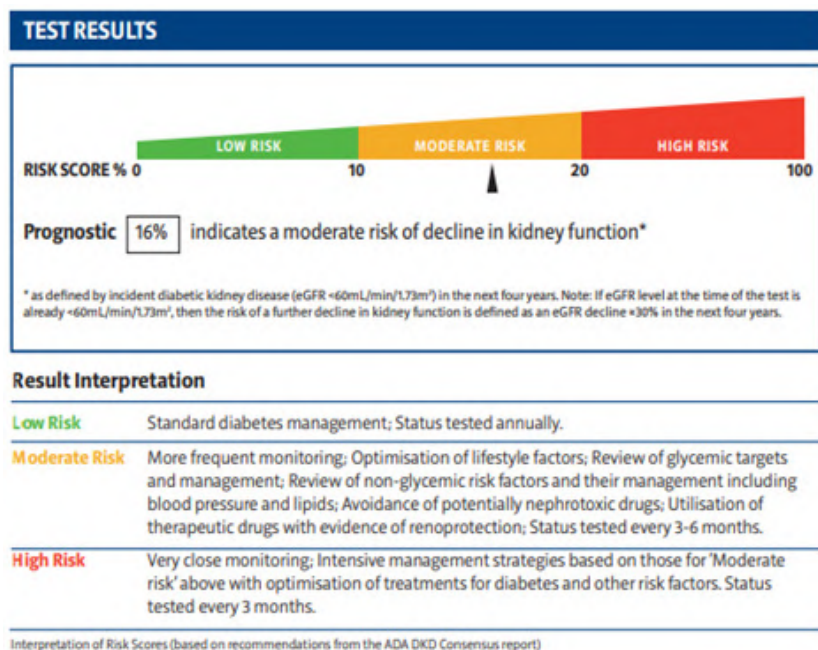 TEST RESULTS
LOW RISK MODERATE RISK HIGH RISK
RISK SCORE % 0 10 20 100
Prognostic 16% indicates a moderate risk of decline in kidney function*
* as defined by incident diabetic kidney disease (eGFR <60mL/min/1.73m²) in the next four years. Note: If eGFR level at the time of the test is
already <60mL/min/1.73m², then the risk of a further decline in kidney function is defined as an eGFR decline ≥30% in the next four years.
Result Interpretation
Low Risk Standard diabetes management; Status tested annually.
Moderate Risk More frequent monitoring; Optimisation of lifestyle factors; Review of glycemic targets
and management; Review of non-glycemic risk factors and their management including
blood pressure and lipids; Avoidance of potentially nephrotoxic drugs; Utilisation of
therapeutic drugs with evidence of renoprotection; Status tested every 3-6 months.
High Risk Very close monitoring; Intensive management strategies based on those for 'Moderate
risk' above with optimisation of treatments for diabetes and other risk factors. Status
tested every 3 months.
Interpretation of Risk Scores (based on recommendations from the ADA DKD Consensus report)